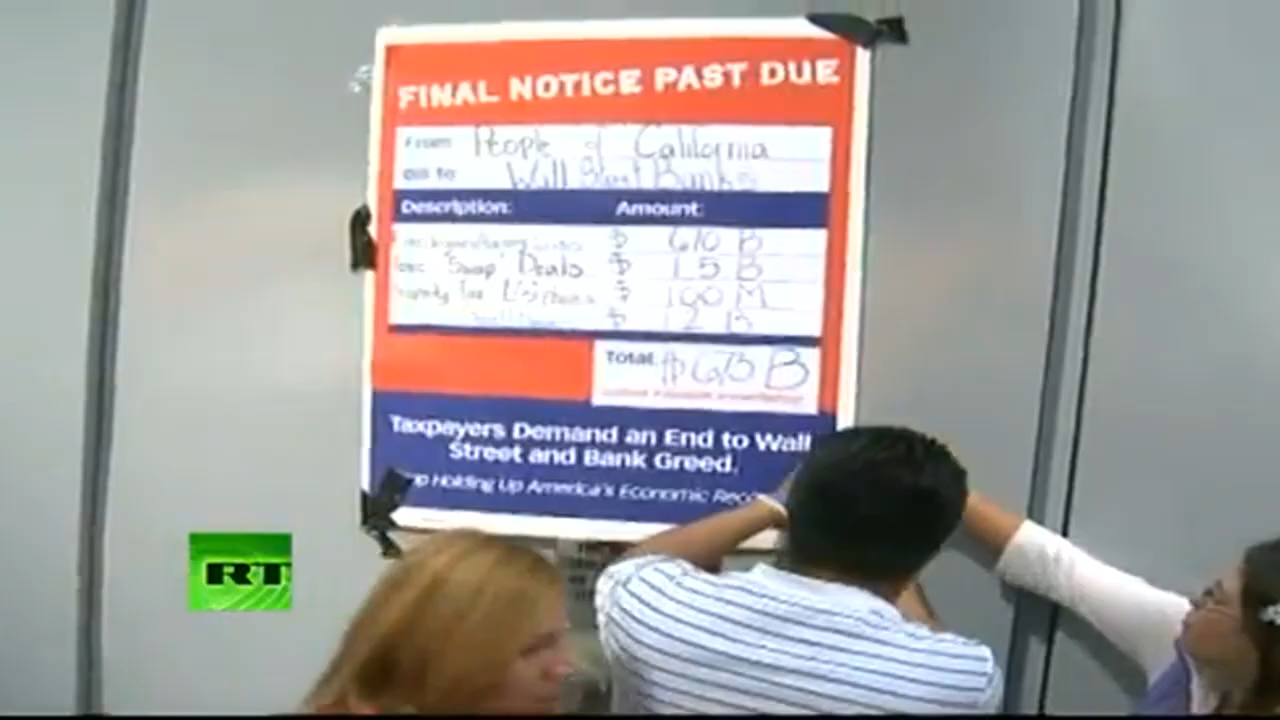 FINAL NOTICE PAST DUE
From: People of California
Bill to: Wall Street Banks
Description: Amount:
$ 670 B
"Swap" Deals $ 1.5 B
Tax $ 100 M
$ 12 B
Total: $ 673 B
Taxpayers Demand an End to Wall
Street and Bank Greed.
Holding Up America's Economic
RT